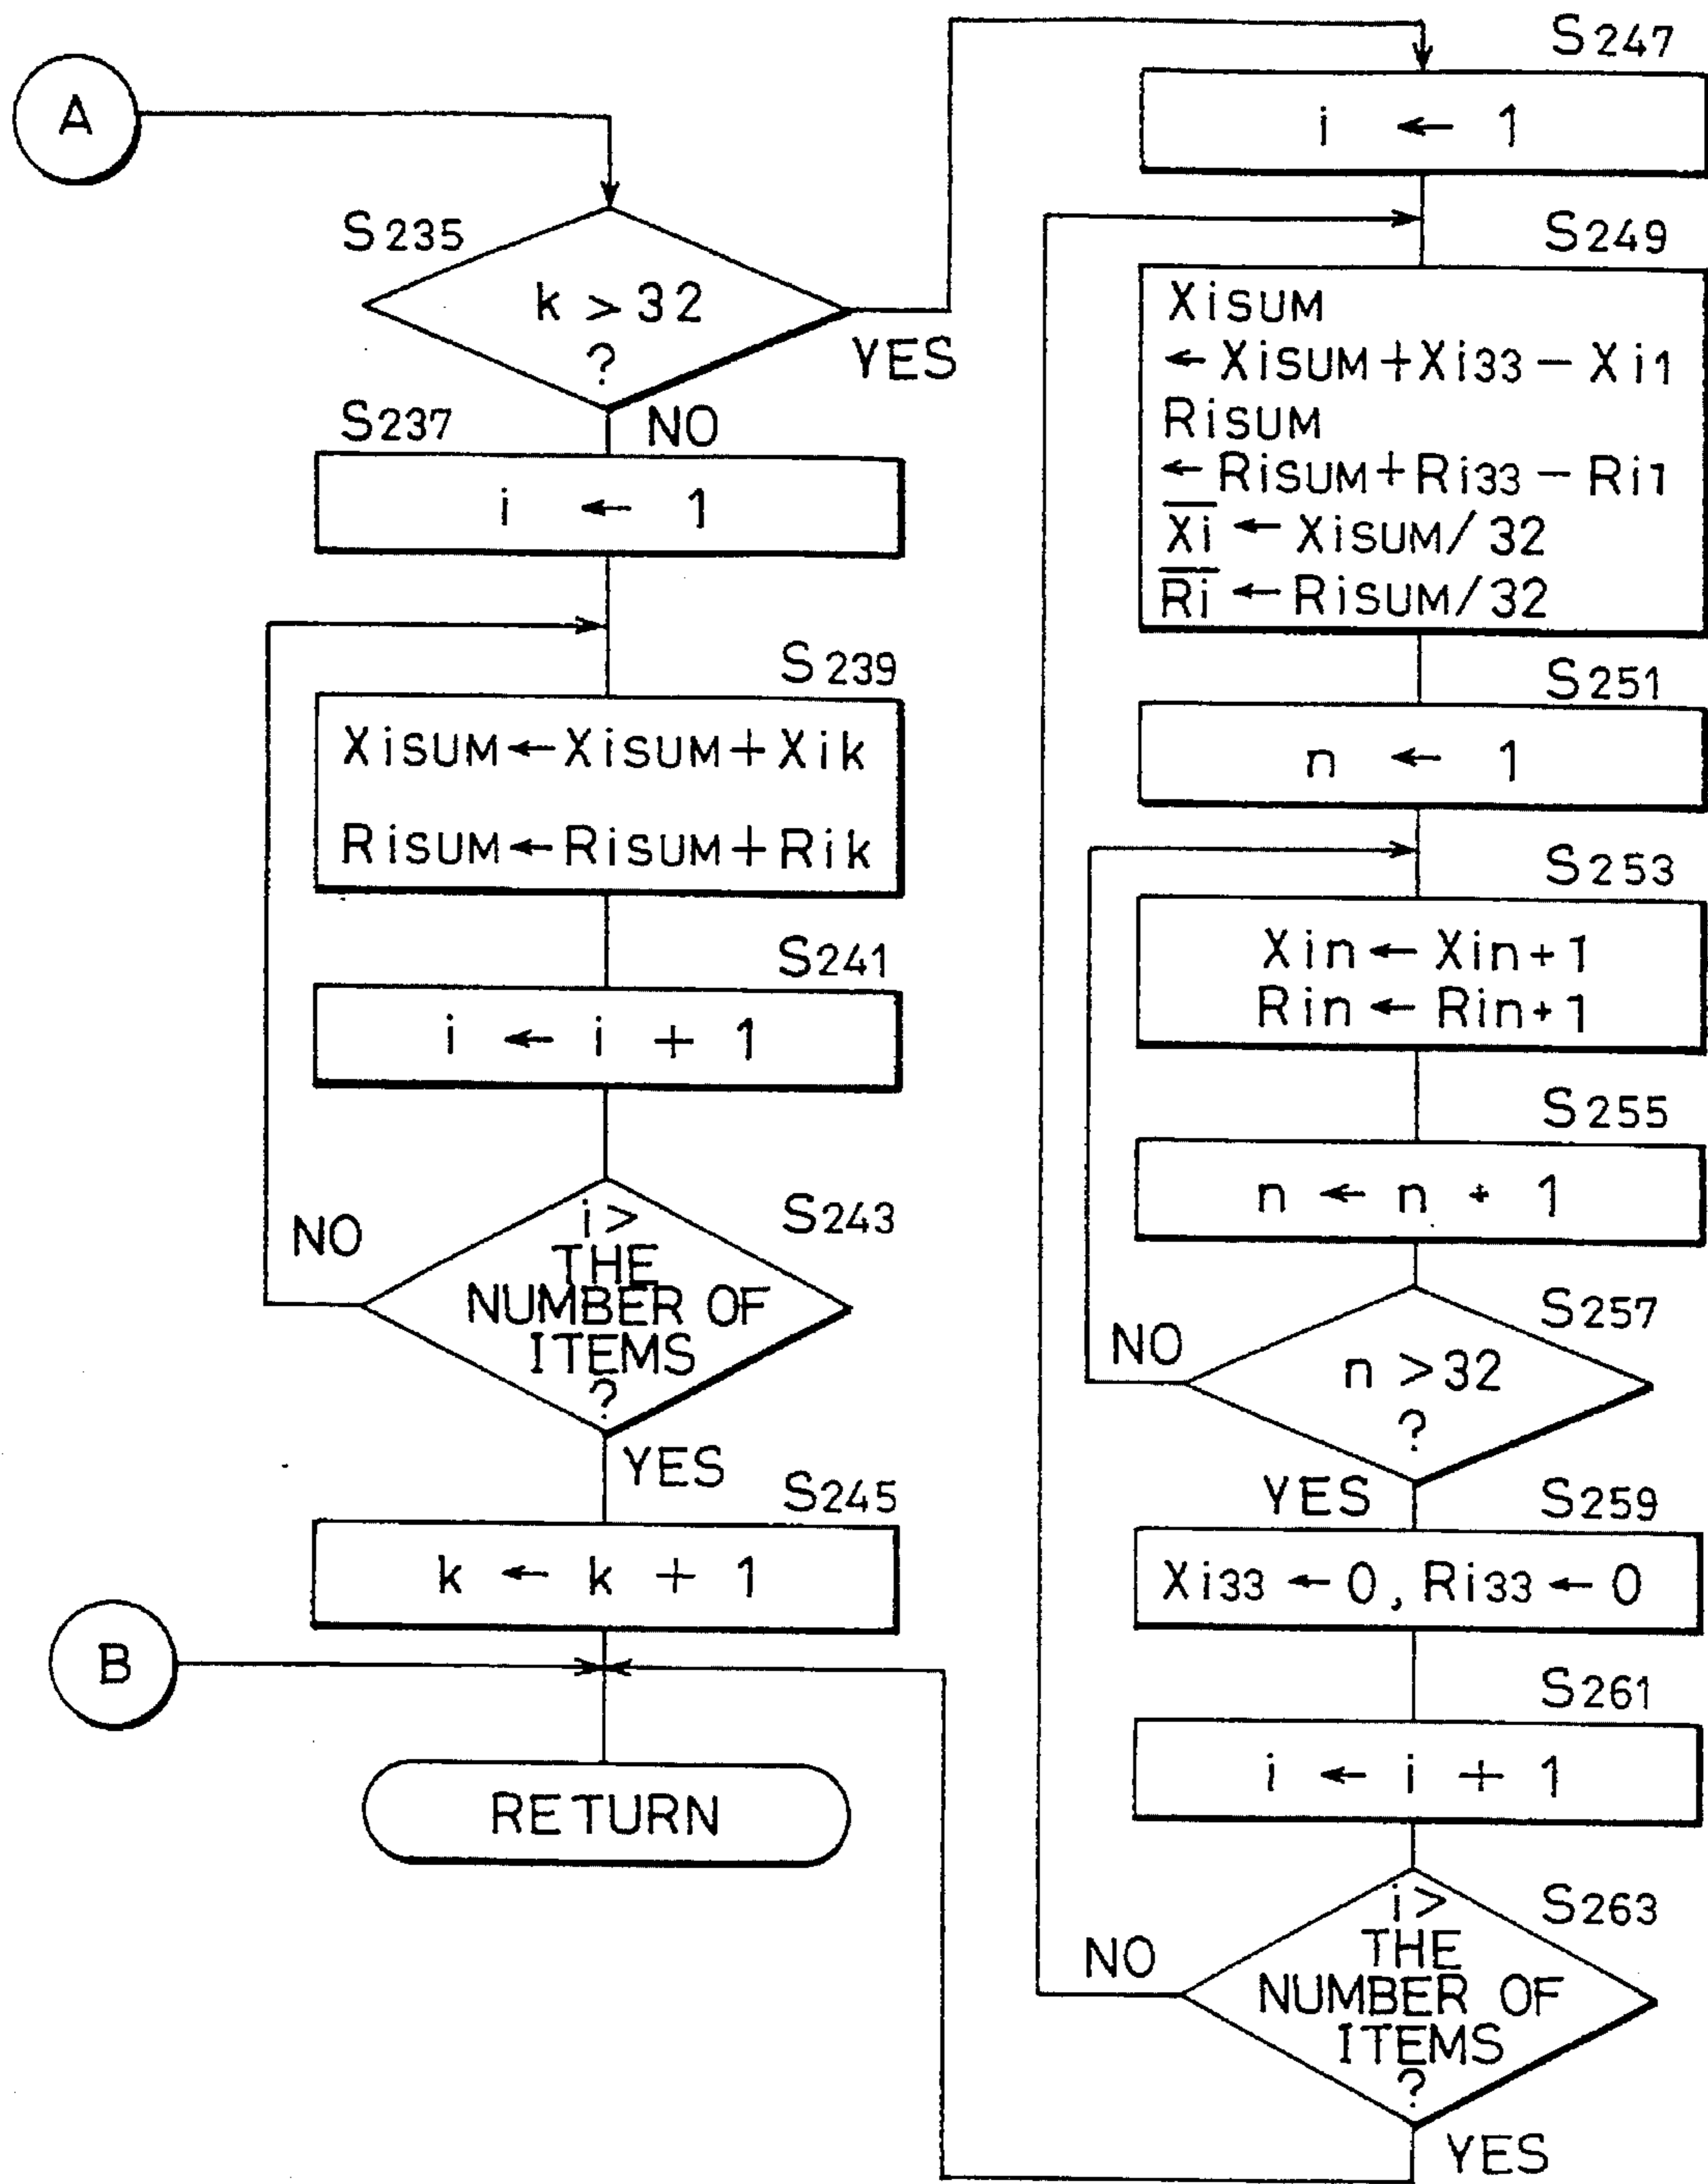 A
S235
k > 32
?
YES
NO
S237
i ← 1
S239
XiSUM ← XiSUM + Xik
RiSUM ← RiSUM + Rik
S241
i ← i + 1
S243
i >
THE
NUMBER OF
ITEMS
?
NO
YES
S245
k ← k + 1
B
RETURN
S247
i ← 1
S249
XiSUM
← XiSUM + Xi33 − Xi1
RiSUM
← RiSUM + Ri33 − Ri1
X̅i̅ ← XiSUM / 32
R̅i̅ ← RiSUM / 32
S251
n ← 1
S253
Xin ← Xin+1
Rin ← Rin+1
S255
n ← n + 1
S257
n > 32
?
NO
YES
S259
Xi33 ← 0, Ri33 ← 0
S261
i ← i + 1
S263
i >
THE
NUMBER OF
ITEMS
?
NO
YES